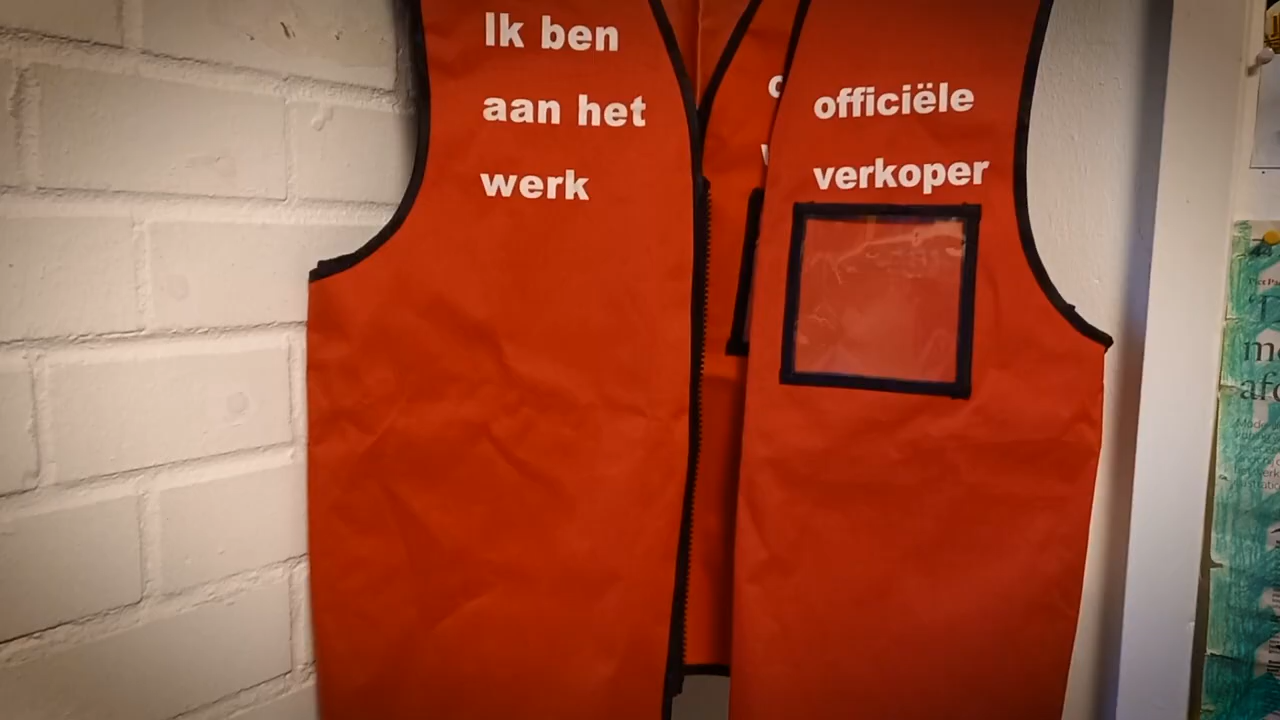 Ik ben
aan het
werk
officiële
verkoper